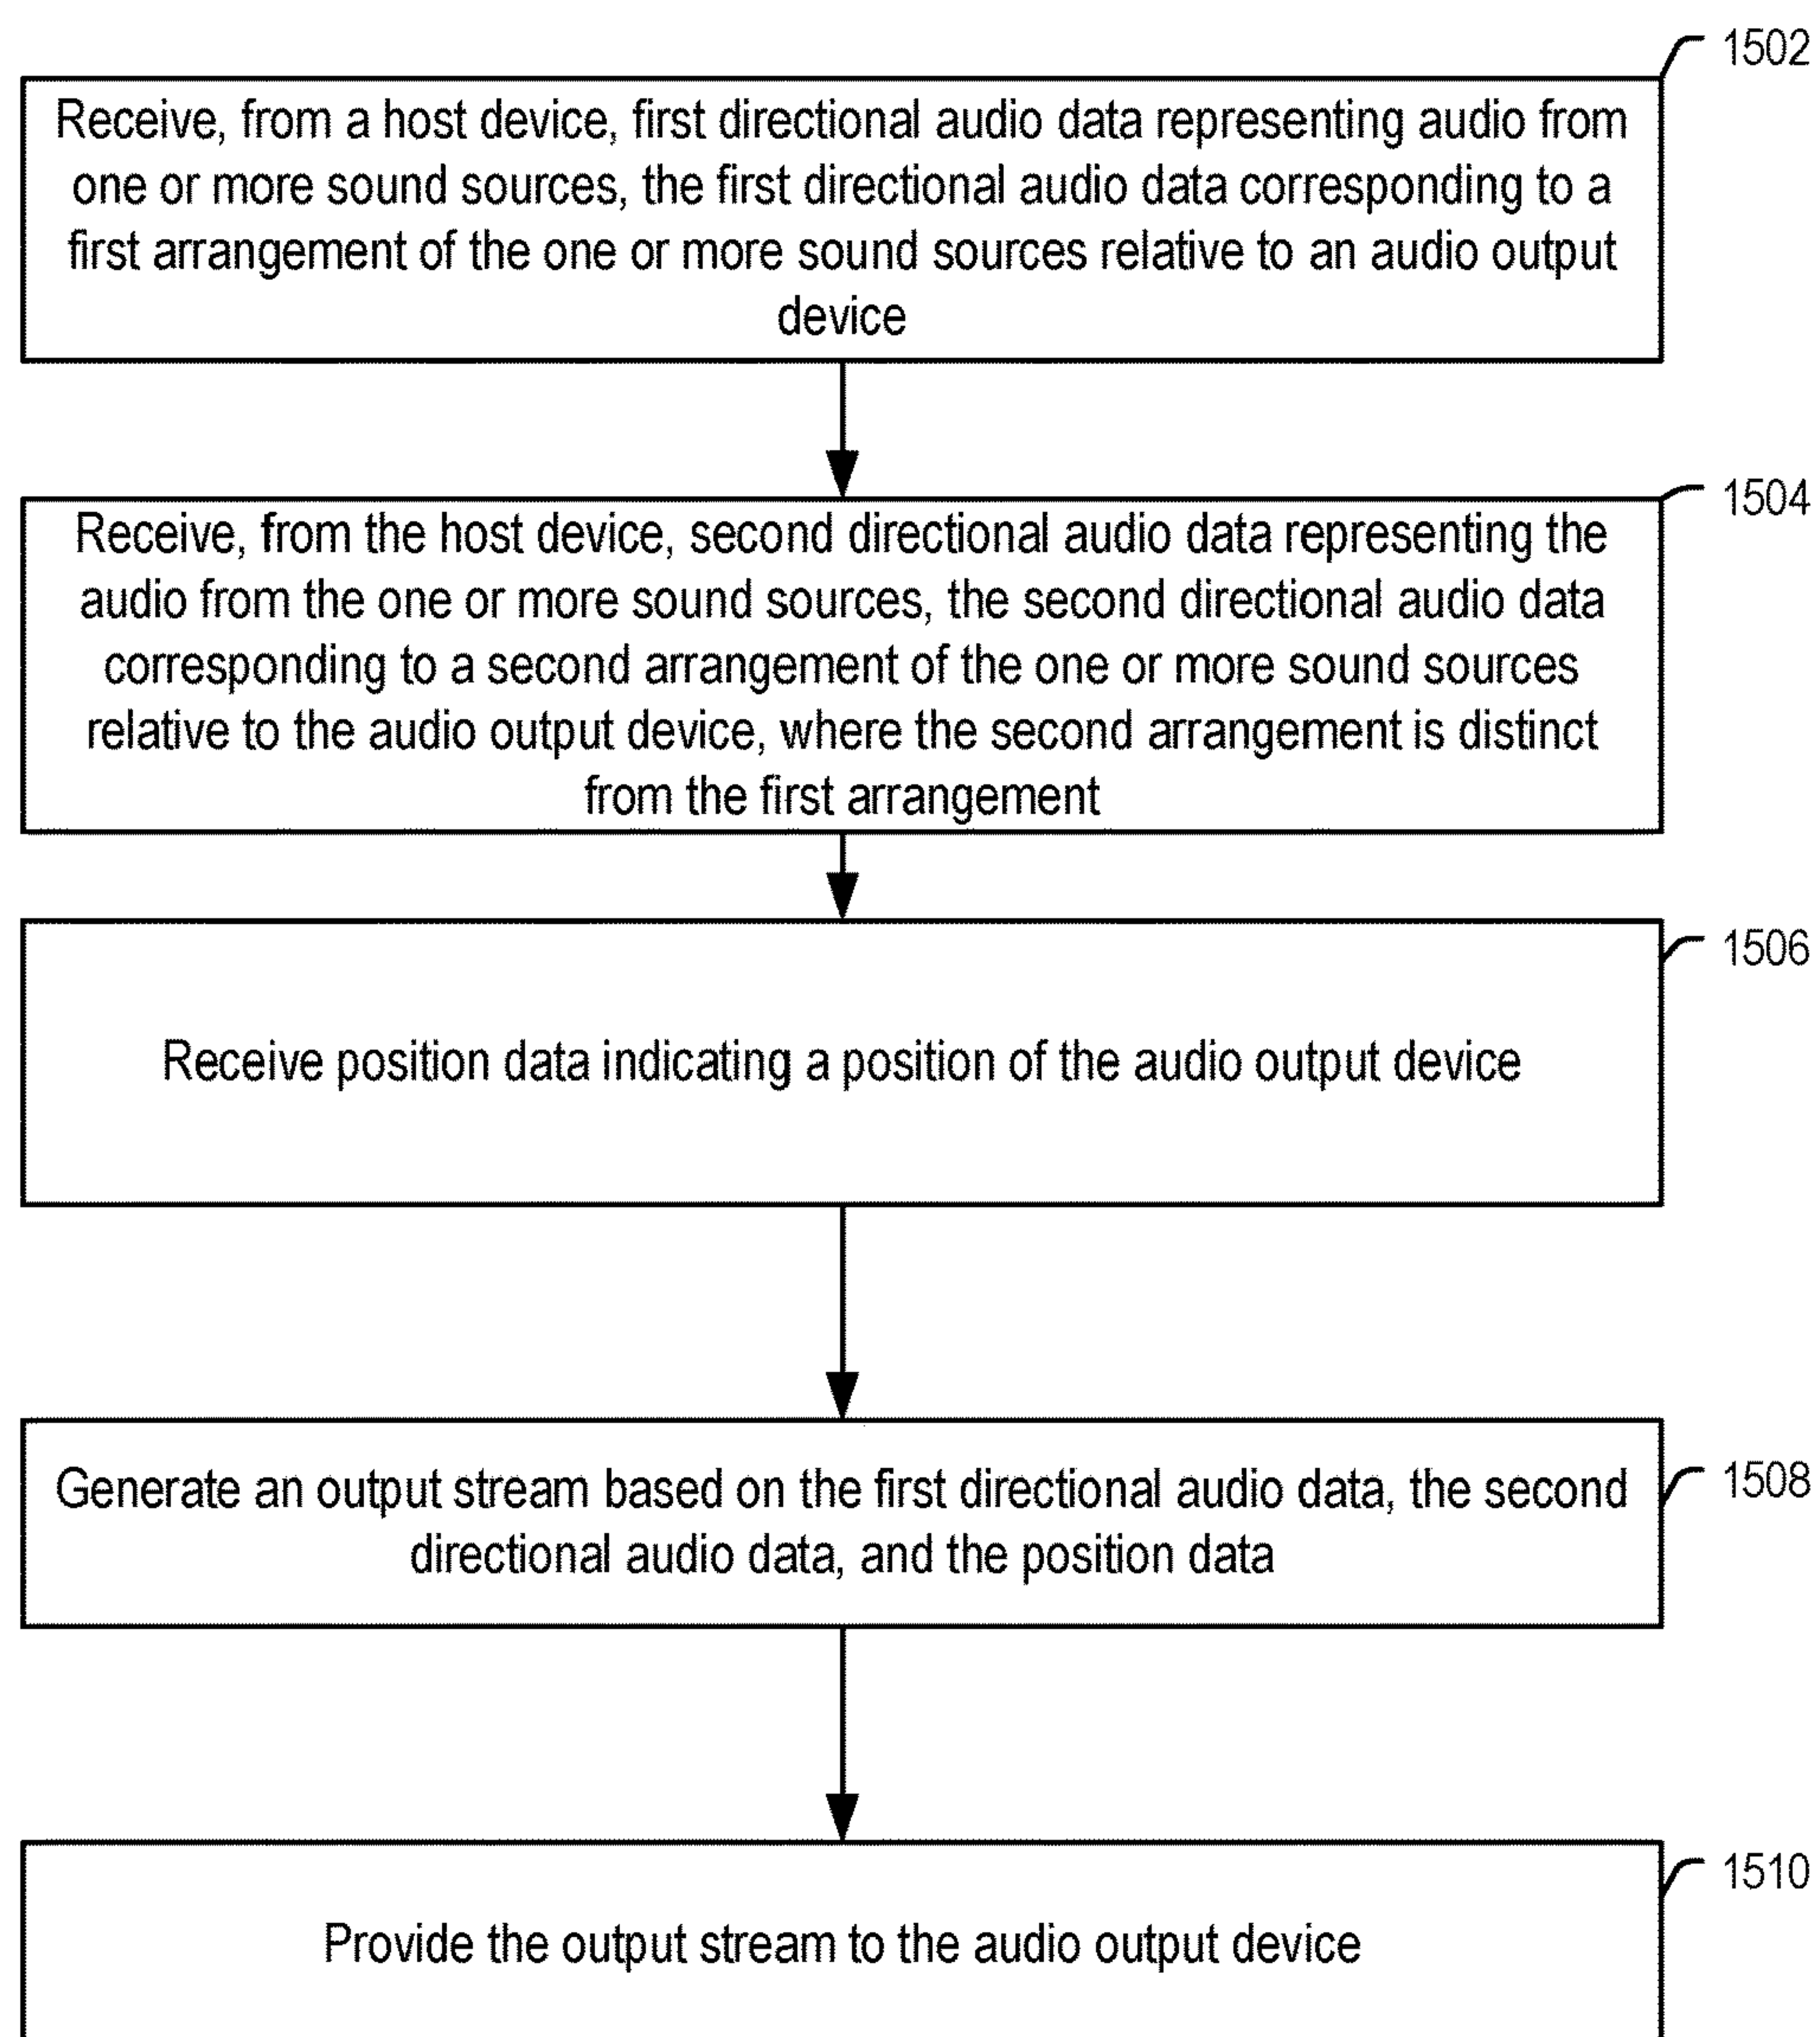 1502
Receive, from a host device, first directional audio data representing audio from
one or more sound sources, the first directional audio data corresponding to a
first arrangement of the one or more sound sources relative to an audio output
device
1504
Receive, from the host device, second directional audio data representing the
audio from the one or more sound sources, the second directional audio data
corresponding to a second arrangement of the one or more sound sources
relative to the audio output device, where the second arrangement is distinct
from the first arrangement
1506
Receive position data indicating a position of the audio output device
1508
Generate an output stream based on the first directional audio data, the second
directional audio data, and the position data
1510
Provide the output stream to the audio output device